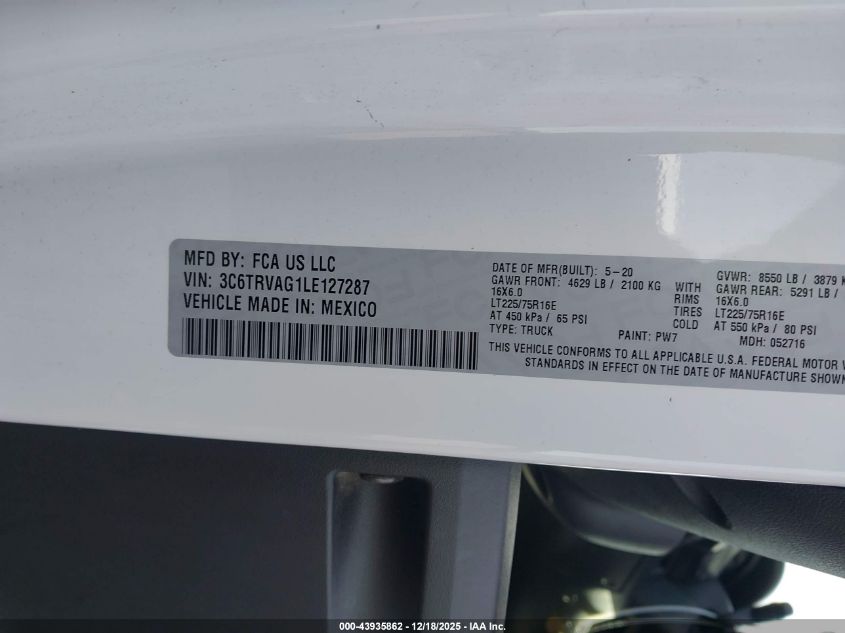 MFD BY: FCA US LLC
VIN: 3C6TRVAG1LE127287
VEHICLE MADE IN: MEXICO
DATE OF MFR(BUILT): 5-20
GAWR FRONT: 4629 LB / 2100 KG WITH
16X6.0 RIMS
LT225/75R16E TIRES
AT 450 kPa / 65 PSI COLD
TYPE: TRUCK PAINT: PW7
GVWR: 8550 LB / 3879
GAWR REAR: 5291 LB /
16X6.0
LT225/75R16E
AT 550 kPa / 80 PSI
MDH: 052716
THIS VEHICLE CONFORMS TO ALL APPLICABLE U.S.A. FEDERAL MOTOR
STANDARDS IN EFFECT ON THE DATE OF MANUFACTURE SHOWN
000-43935862 - 12/18/2025 - IAA Inc.